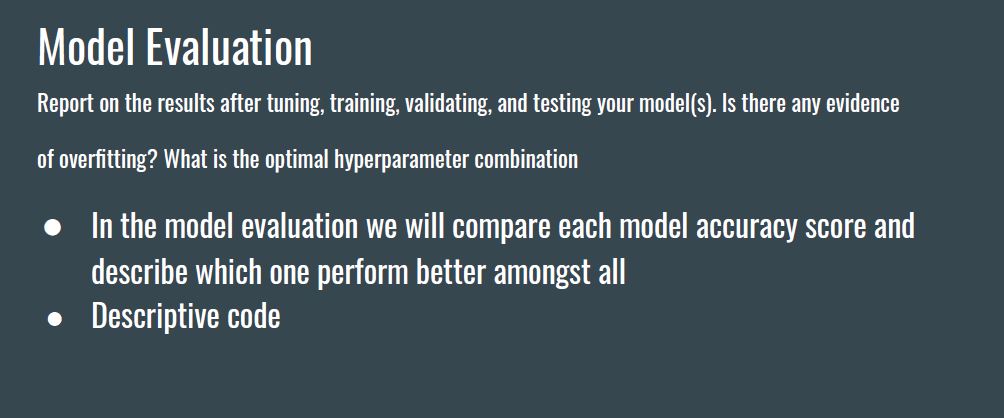 Model Evaluation
Report on the results after tuning, training, validating, and testing your model(s). Is there any evidence
of overfitting? What is the optimal hyperparameter combination
● In the model evaluation we will compare each model accuracy score and
describe which one perform better amongst all
● Descriptive code